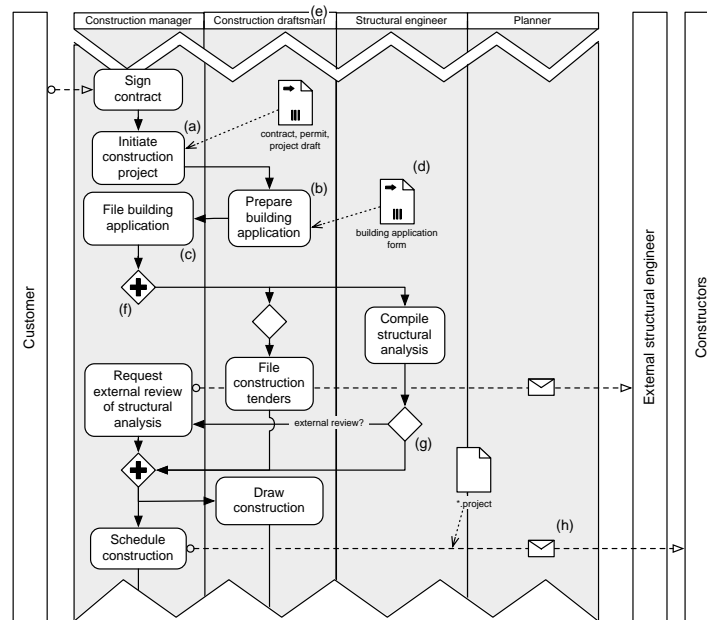 (e)
Construction manager
Construction draftsman
Structural engineer
Planner
Sign
contract
(a)
contract, permit,
project draft
Initiate
construction
project
(d)
(b)
File building
application
Prepare
building
application
building application
form
(c)
(f)
Compile
structural
analysis
Customer
External structural engineer
Constructors
Request
external review
of structural
analysis
File
construction
tenders
external review?
(g)
*.project
Draw
construction
Schedule
construction
(h)